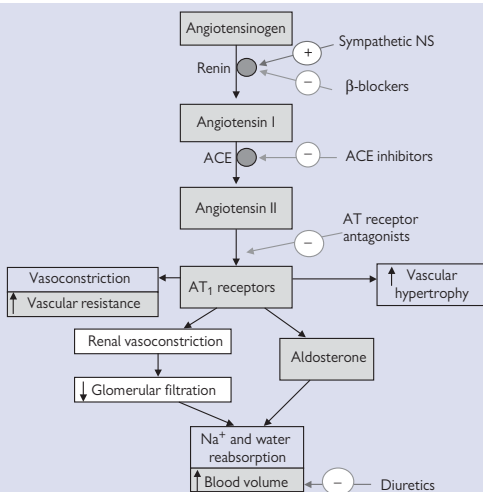 Angiotensinogen
Sympathetic NS
+
Renin
−
β-blockers
Angiotensin I
ACE
−
ACE inhibitors
Angiotensin II
AT receptor
antagonists
−
Vasoconstriction
↑ Vascular resistance
AT₁ receptors
↑ Vascular
hypertrophy
Renal vasoconstriction
↓ Glomerular filtration
Aldosterone
Na⁺ and water
reabsorption
↑ Blood volume
−
Diuretics